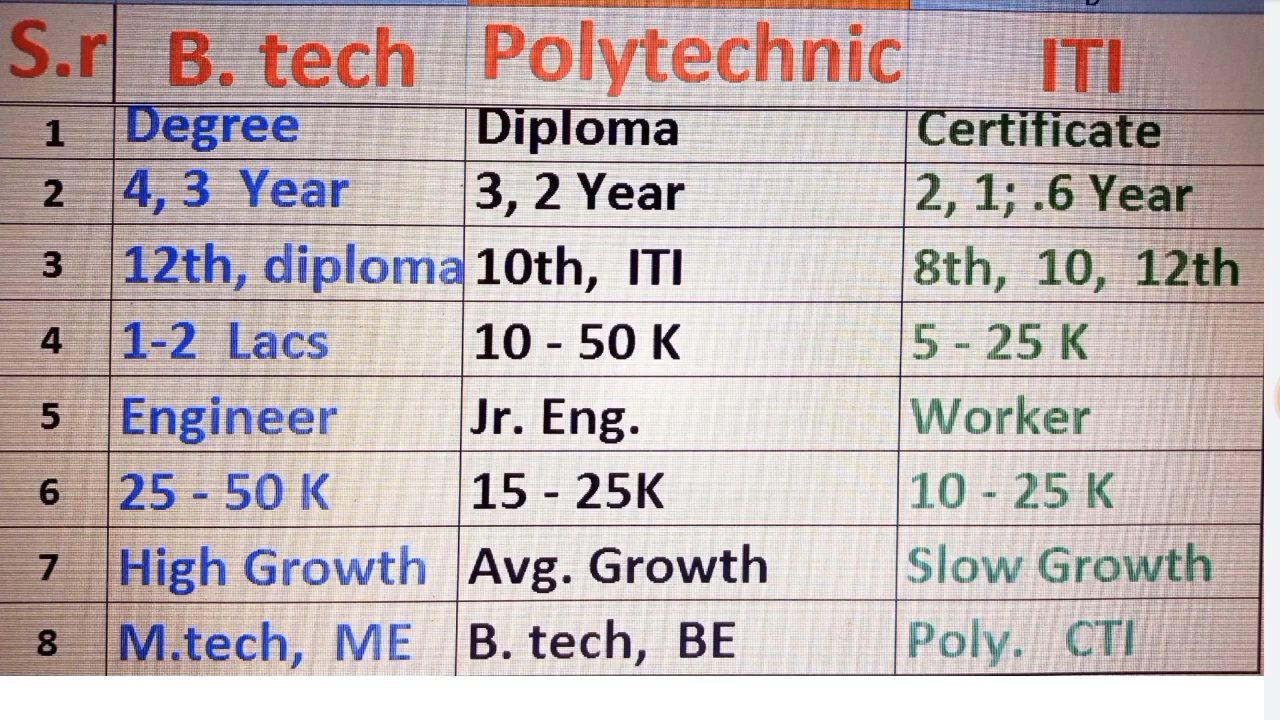 S.r B. tech Polytechnic ITI
1 Degree Diploma Certificate
2 4, 3 Year 3, 2 Year 2, 1; .6 Year
3 12th, diploma 10th, ITI 8th, 10, 12th
4 1-2 Lacs 10 - 50 K 5 - 25 K
5 Engineer Jr. Eng. Worker
6 25 - 50 K 15 - 25K 10 - 25 K
7 High Growth Avg. Growth Slow Growth
8 M.tech, ME B. tech, BE Poly. CTI